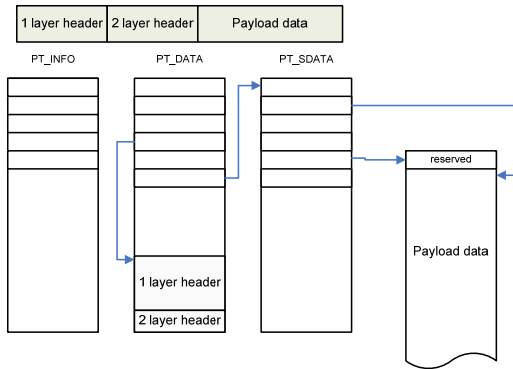 1 layer header 2 layer header Payload data
PT_INFO PT_DATA PT_SDATA
reserved
Payload data
1 layer header
2 layer header